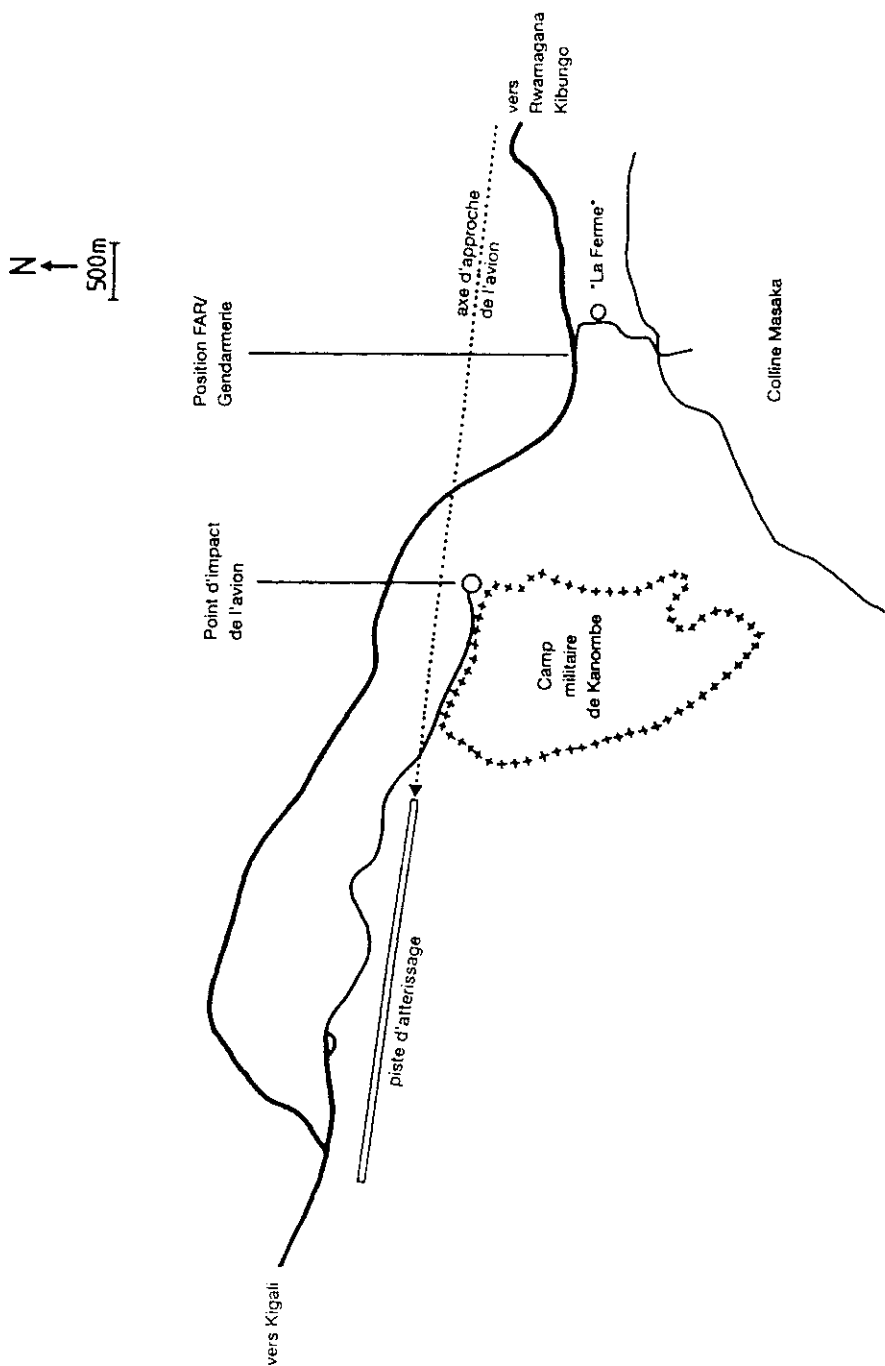 N
500m
Position FAR/
Gendarmerie
vers
Rwamagana
Kibungo
axe d'approche
de l'avion
Point d'impact
de l'avion
"La Ferme"
Colline Masaka
Camp
militaire
de Kanombe
piste d'atterissage
vers Kigali